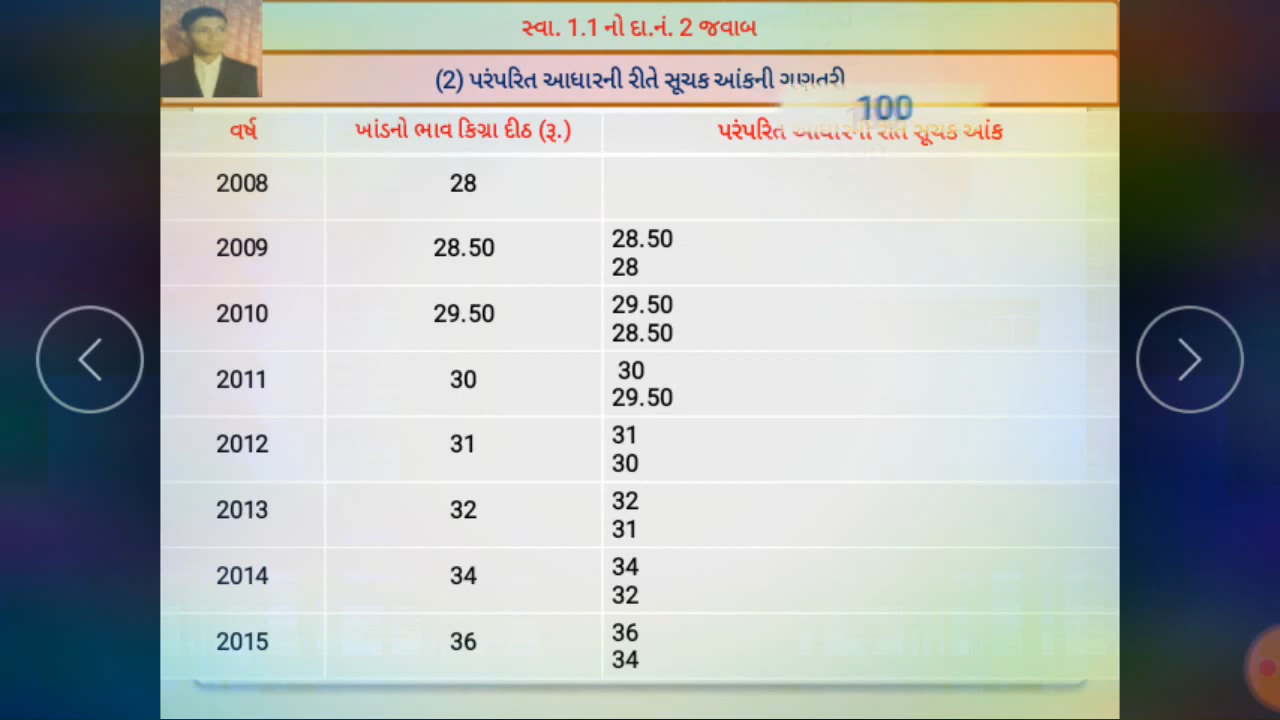 સ્વા. 1.1 નો દા.નં. 2 જવાબ
(2) પરંપરિત આધારની રીતે સૂચક આંકની ગણતરી
100
વર્ષ ખાંડનો ભાવ કિગ્રા દીઠ (રૂ.) પરંપરિત આધારની રીતે સૂચક આંક
2008 28
2009 28.50 28.50
28
2010 29.50 29.50
28.50
2011 30 30
29.50
2012 31 31
30
2013 32 32
31
2014 34 34
32
2015 36 36
34